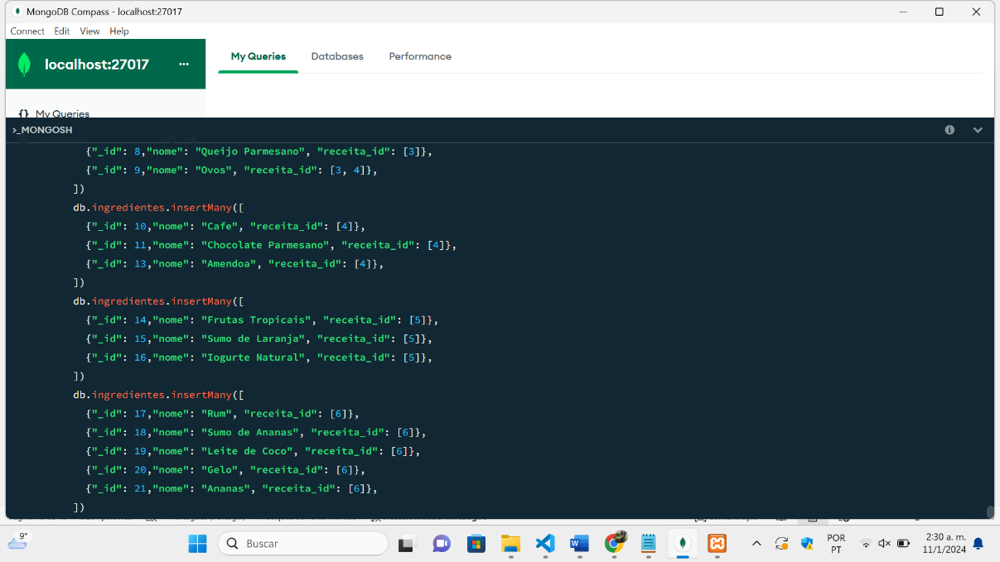 MongoDB Compass - localhost:27017
Connect Edit View Help
localhost:27017 ...
My Queries Databases Performance
{} My Queries
>_MONGOSH
{"_id": 8,"nome": "Queijo Parmesano", "receita_id": [3]},
{"_id": 9,"nome": "Ovos", "receita_id": [3, 4]},
])
db.ingredientes.insertMany([
{"_id": 10,"nome": "Cafe", "receita_id": [4]},
{"_id": 11,"nome": "Chocolate Parmesano", "receita_id": [4]},
{"_id": 13,"nome": "Amendoa", "receita_id": [4]},
])
db.ingredientes.insertMany([
{"_id": 14,"nome": "Frutas Tropicais", "receita_id": [5]},
{"_id": 15,"nome": "Sumo de Laranja", "receita_id": [5]},
{"_id": 16,"nome": "Iogurte Natural", "receita_id": [5]},
])
db.ingredientes.insertMany([
{"_id": 17,"nome": "Rum", "receita_id": [6]},
{"_id": 18,"nome": "Sumo de Ananas", "receita_id": [6]},
{"_id": 19,"nome": "Leite de Coco", "receita_id": [6]},
{"_id": 20,"nome": "Gelo", "receita_id": [6]},
{"_id": 21,"nome": "Ananas", "receita_id": [6]},
])
9°
Buscar
POR
PT
2:30 a. m.
11/1/2024